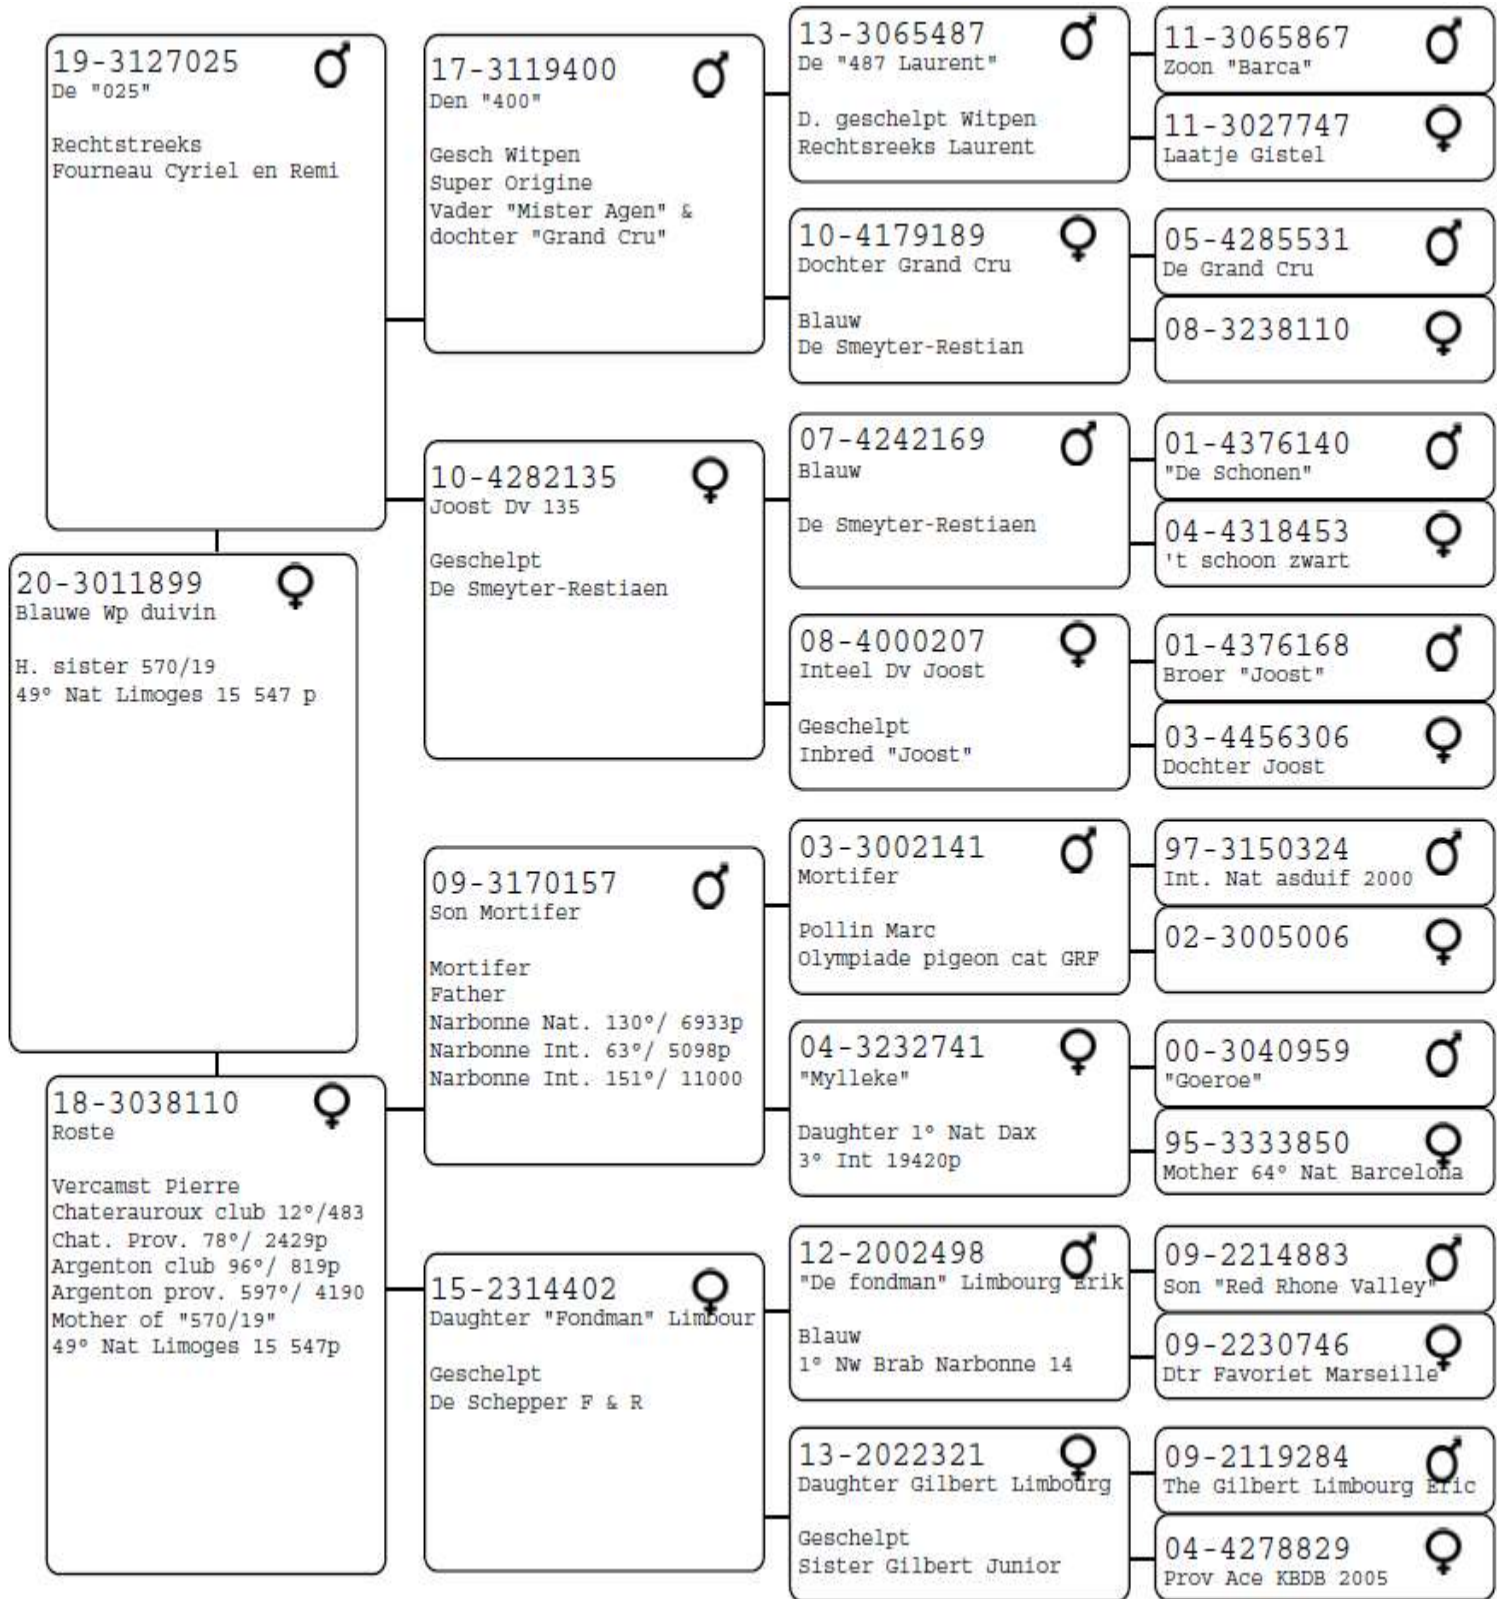 19-3127025
De "025"
Rechtstreeks
Fourneau Cyriel en Remi
20-3011899
Blauwe Wp duivin
H. sister 570/19
49° Nat Limoges 15 547 p
18-3038110
Roste
Vercamst Pierre
Chaterauroux club 12°/483
Chat. Prov. 78°/ 2429p
Argenton club 96°/ 819p
Argenton prov. 597°/ 4190
Mother of "570/19"
49° Nat Limoges 15 547p
17-3119400
Den "400"
Gesch Witpen
Super Origine
Vader "Mister Agen" &
dochter "Grand Cru"
10-4282135
Joost Dv 135
Geschelpt
De Smeyter-Restiaen
09-3170157
Son Mortifer
Mortifer
Father
Narbonne Nat. 130°/ 6933p
Narbonne Int. 63°/ 5098p
Narbonne Int. 151°/ 11000
15-2314402
Daughter "Fondman" Limbour
Geschelpt
De Schepper F & R
13-3065487
De "487 Laurent"
D. geschelpt Witpen
Rechtsreeks Laurent
10-4179189
Dochter Grand Cru
Blauw
De Smeyter-Restian
07-4242169
Blauw
De Smeyter-Restiaen
08-4000207
Inteel Dv Joost
Geschelpt
Inbred "Joost"
03-3002141
Mortifer
Pollin Marc
Olympiade pigeon cat GRF
04-3232741
"Mylleke"
Daughter 1° Nat Dax
3° Int 19420p
12-2002498
"De fondman" Limbourg Erik
Blauw
1° Nw Brab Narbonne 14
13-2022321
Daughter Gilbert Limbourg
Geschelpt
Sister Gilbert Junior
11-3065867
Zoon "Barca"
11-3027747
Laatje Gistel
05-4285531
De Grand Cru
08-3238110
01-4376140
"De Schonen"
04-4318453
't schoon zwart
01-4376168
Broer "Joost"
03-4456306
Dochter Joost
97-3150324
Int. Nat asduif 2000
02-3005006
00-3040959
"Goeroe"
95-3333850
Mother 64° Nat Barcelona
09-2214883
Son "Red Rhone Valley"
09-2230746
Dtr Favoriet Marseille
09-2119284
The Gilbert Limbourg Eric
04-4278829
Prov Ace KBDB 2005